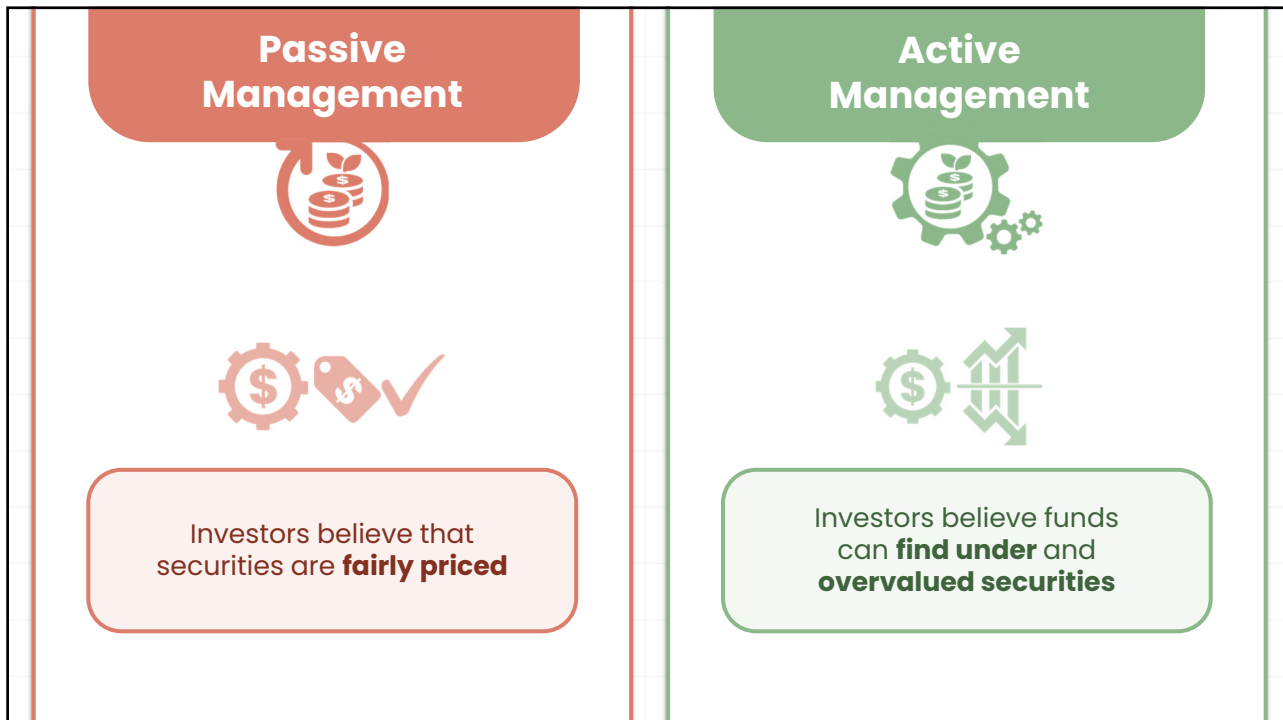 Passive
Management
Active
Management
$
$
$
$
$
$
$
Investors believe that
securities are fairly priced
Investors believe funds
can find under and
overvalued securities